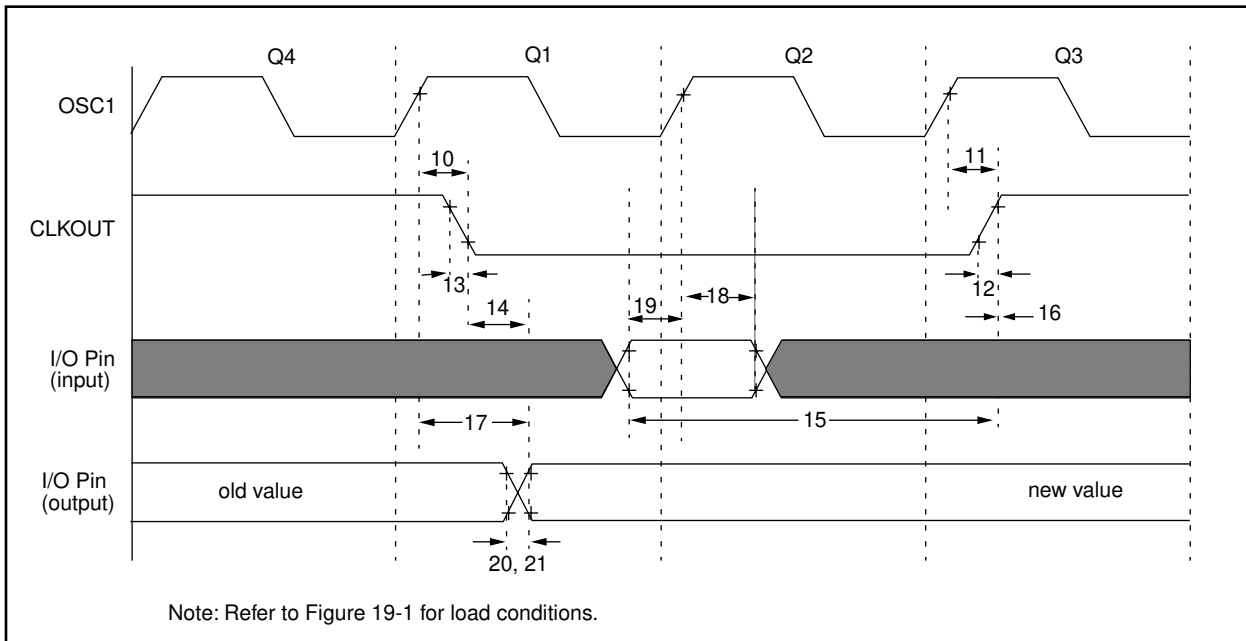 Q4 Q1 Q2 Q3
OSC1
10 11
CLKOUT
13 12
19 18
14 16
I/O Pin
(input)
17 15
I/O Pin
(output)
old value new value
20, 21
Note: Refer to Figure 19-1 for load conditions.